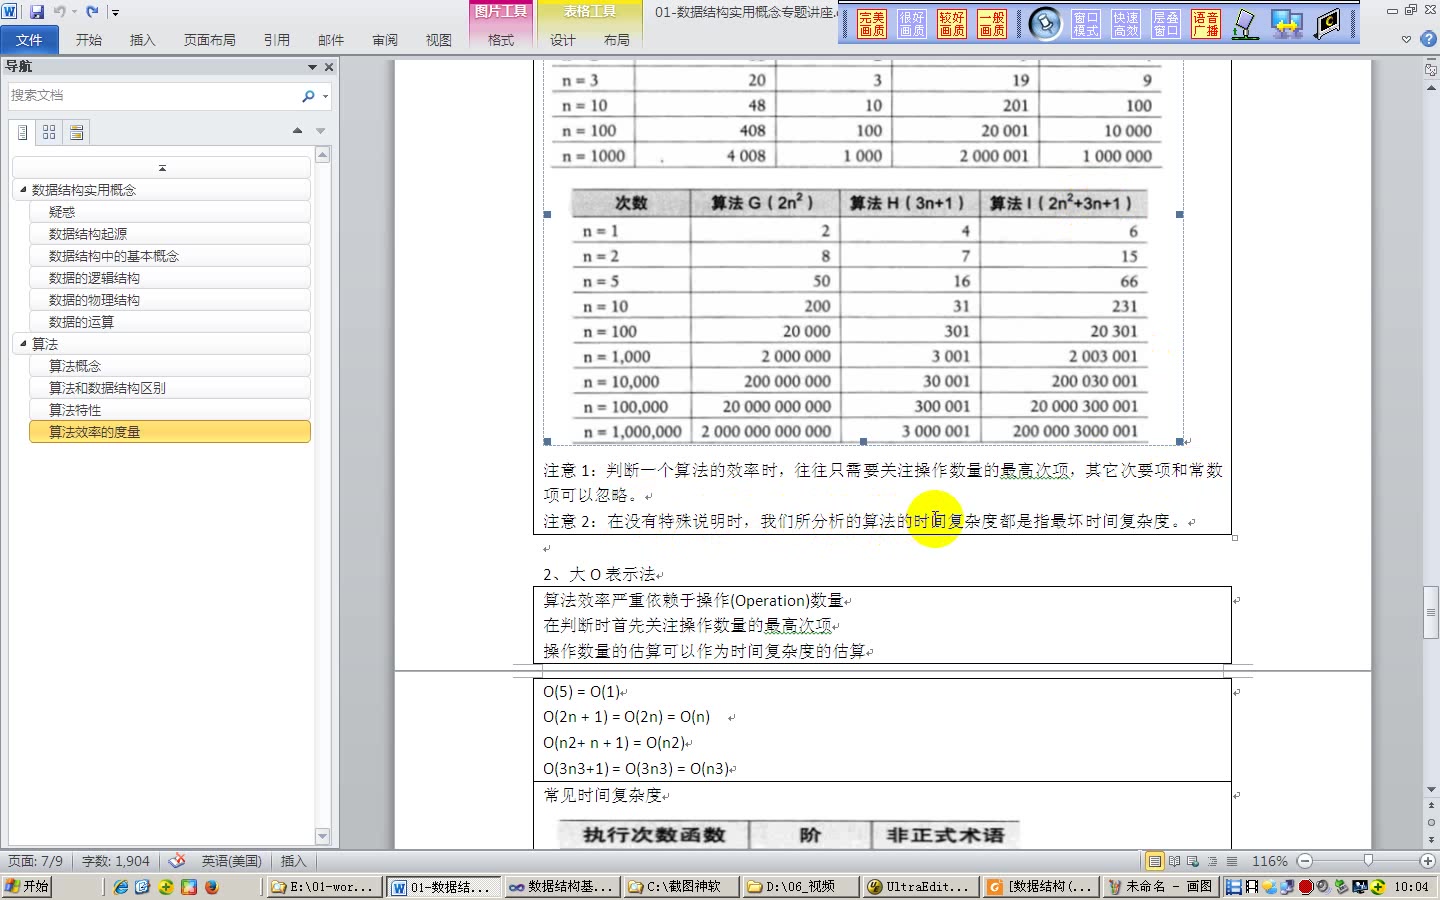 图片工具
表格工具
01-数据结构实用概念专题讲座.
完美画质
很好画质
较好画质
一般画质
窗口模式
快速高效
层叠窗口
语音广播
文件
开始
插入
页面布局
引用
邮件
审阅
视图
格式
设计
布局
导航
搜索文档
数据结构实用概念
疑惑
数据结构起源
数据结构中的基本概念
数据的逻辑结构
数据的物理结构
数据的运算
算法
算法概念
算法和数据结构区别
算法特性
算法效率的度量
n = 3 20 3 19 9
n = 10 48 10 201 100
n = 100 408 100 20 001 10 000
n = 1000 4 008 1 000 2 000 001 1 000 000
次数 算法 G（2n²） 算法 H（3n+1） 算法 I（2n²+3n+1）
n = 1 2 4 6
n = 2 8 7 15
n = 5 50 16 66
n = 10 200 31 231
n = 100 20 000 301 20 301
n = 1,000 2 000 000 3 001 2 003 001
n = 10,000 200 000 000 30 001 200 030 001
n = 100,000 20 000 000 000 300 001 20 000 300 001
n = 1,000,000 2 000 000 000 000 3 000 001 200 000 3000 001
注意 1：判断一个算法的效率时，往往只需要关注操作数量的最高次项，其它次要项和常数
项可以忽略。
注意 2：在没有特殊说明时，我们所分析的算法的时间复杂度都是指最坏时间复杂度。
2、大 O 表示法
算法效率严重依赖于操作(Operation)数量
在判断时首先关注操作数量的最高次项
操作数量的估算可以作为时间复杂度的估算
O(5) = O(1)
O(2n + 1) = O(2n) = O(n)
O(n2+ n + 1) = O(n2)
O(3n3+1) = O(3n3) = O(n3)
常见时间复杂度
执行次数函数 阶 非正式术语
页面: 7/9 字数: 1,904 英语(美国) 插入 116%
开始 E:\01-wor... 01-数据结... 数据结构基... C:\截图神软 D:\06_视频 UltraEdit... [数据结构(... 未命名 - 画图 10:04